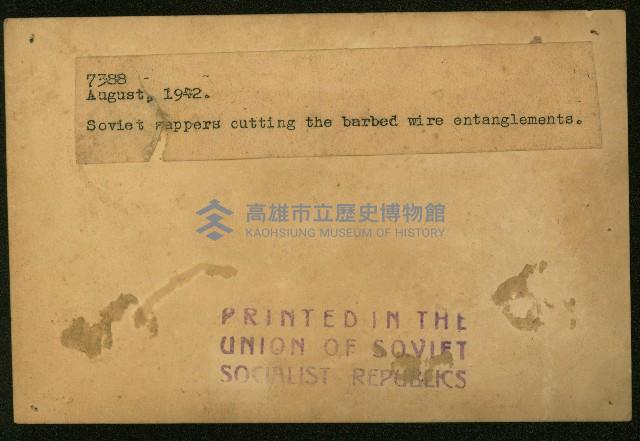 7388 -
August, 1942.
Soviet sappers cutting the barbed wire entanglements.
高雄市立歷史博物館
KAOHSIUNG MUSEUM OF HISTORY
PRINTED IN THE
UNION OF SOVIET
SOCIALIST REPUBLICS